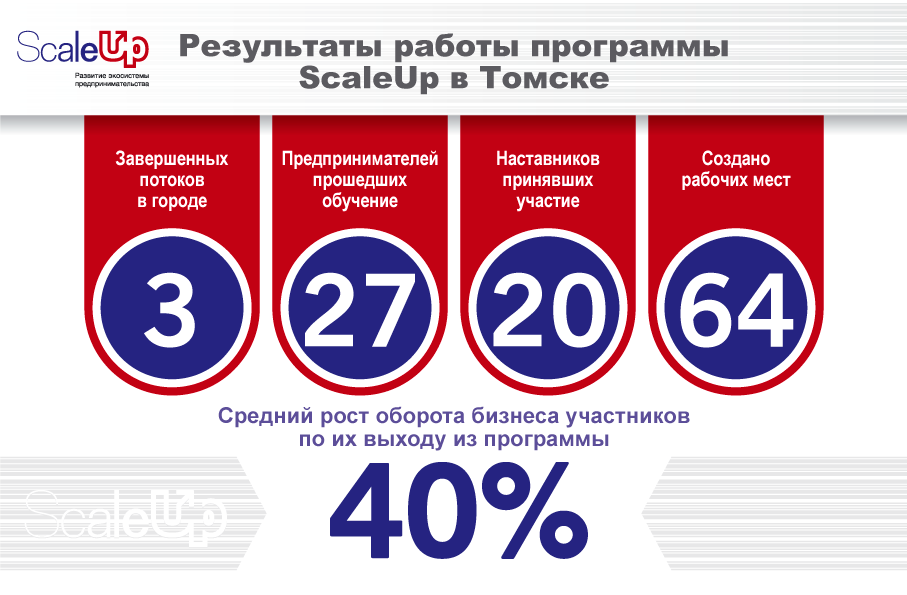 ScaleUp
Развитие экосистемы
предпринимательства
Результаты работы программы
ScaleUp в Томске
Завершенных
потоков
в городе
3
Предпринимателей
прошедших
обучение
27
Наставников
принявших
участие
20
Создано
рабочих мест
64
Средний рост оборота бизнеса участников
по их выходу из программы
40%
ScaleUp